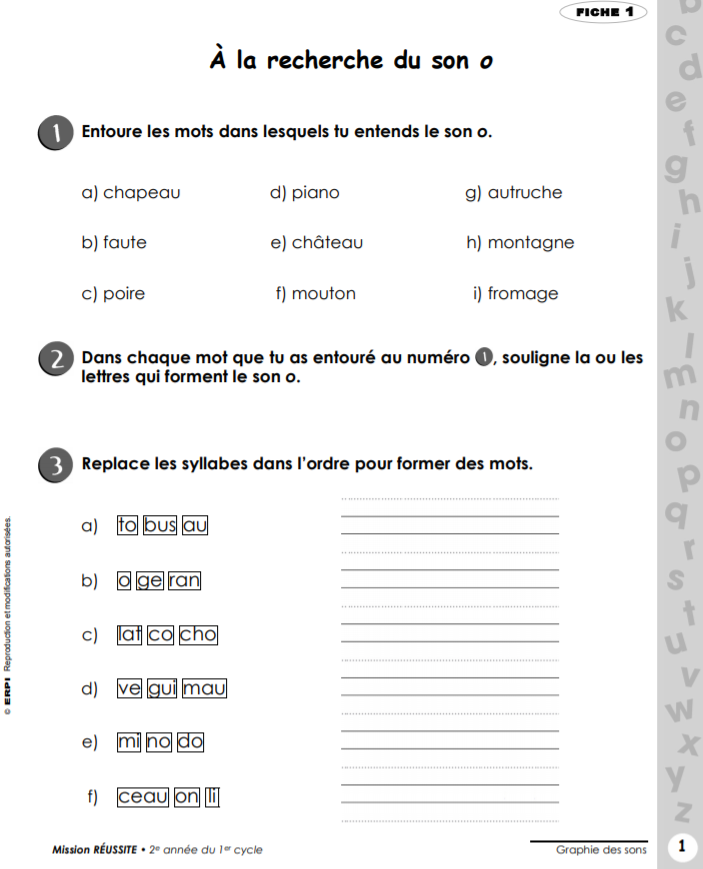 FICHE 1
À la recherche du son o
1 Entoure les mots dans lesquels tu entends le son o.
a) chapeau d) piano g) autruche
b) faute e) château h) montagne
c) poire f) mouton i) fromage
2 Dans chaque mot que tu as entouré au numéro 1, souligne la ou les
lettres qui forment le son o.
3 Replace les syllabes dans l'ordre pour former des mots.
a) to bus au
b) o ge ran
c) lat co cho
d) ve gui mau
e) mi no do
f) ceau on li
© ERPI Reproduction et modifications autorisées.
Mission RÉUSSITE • 2e année du 1er cycle
Graphie des sons 1
b
c
d
e
f
g
h
i
j
k
l
m
n
o
p
q
r
s
t
u
v
w
x
y
z